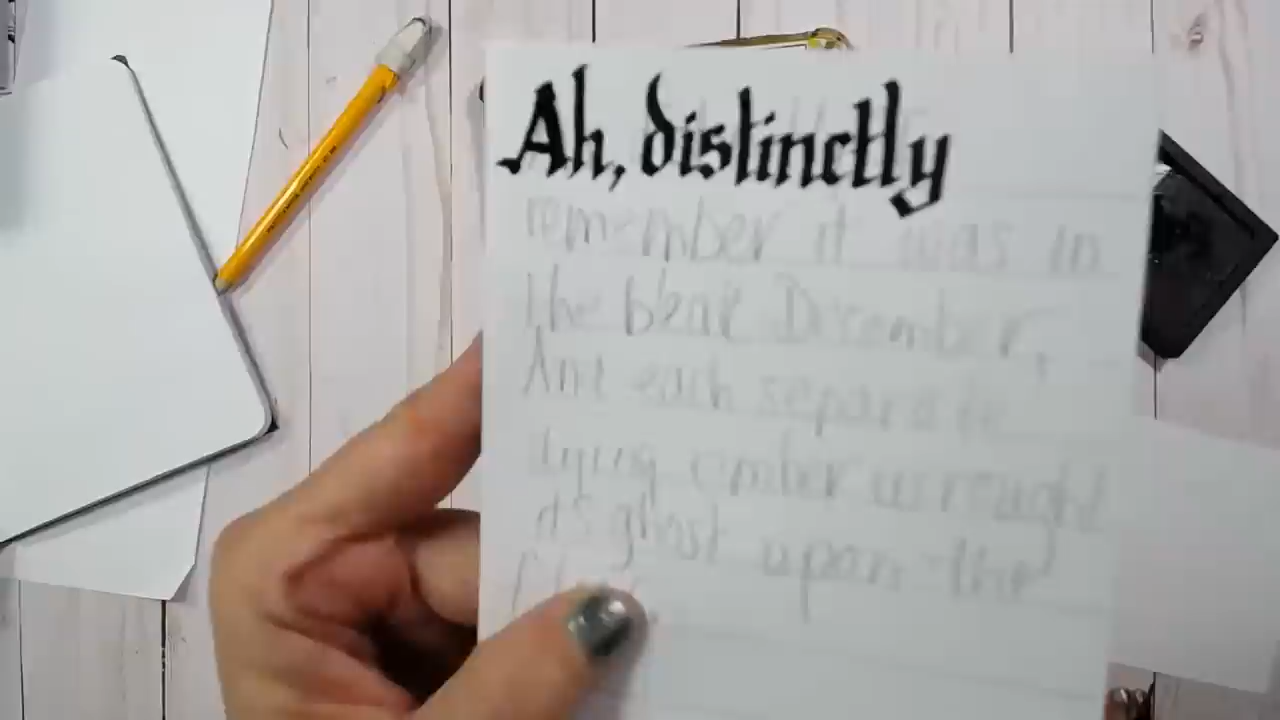 Ah, distinctly
remember it was in
the bleak December,
And each separate
dying ember wrought
its ghost upon the